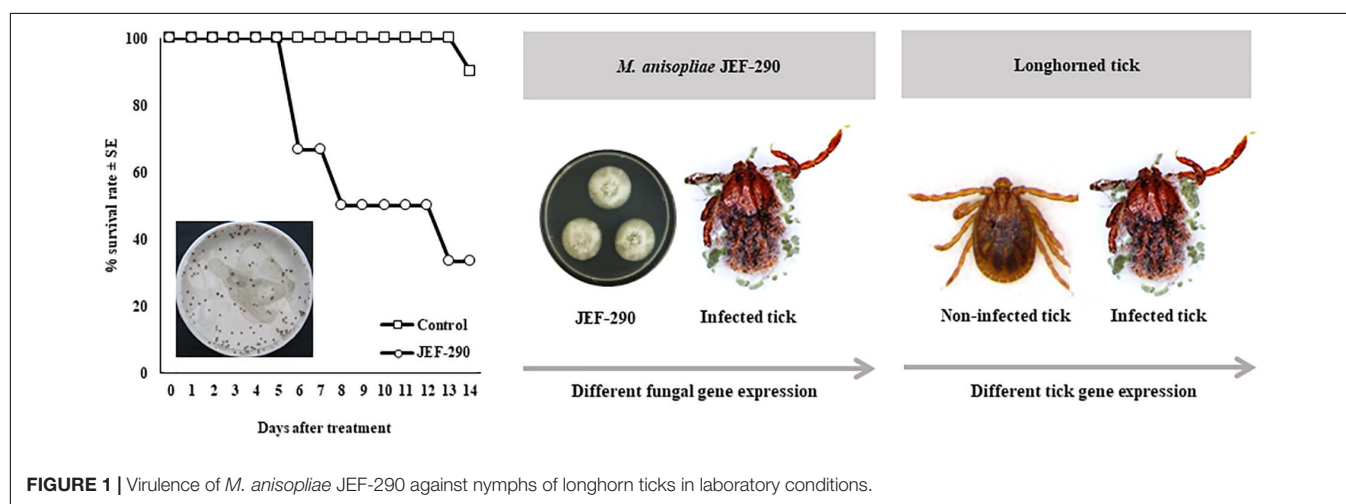 % survival rate ± SE
100
80
60
40
20
0
Control
JEF-290
0 1 2 3 4 5 6 7 8 9 10 11 12 13 14
Days after treatment
M. anisopliae JEF-290
JEF-290
Infected tick
Different fungal gene expression
Longhorned tick
Non-infected tick
Infected tick
Different tick gene expression
FIGURE 1 | Virulence of M. anisopliae JEF-290 against nymphs of longhorn ticks in laboratory conditions.